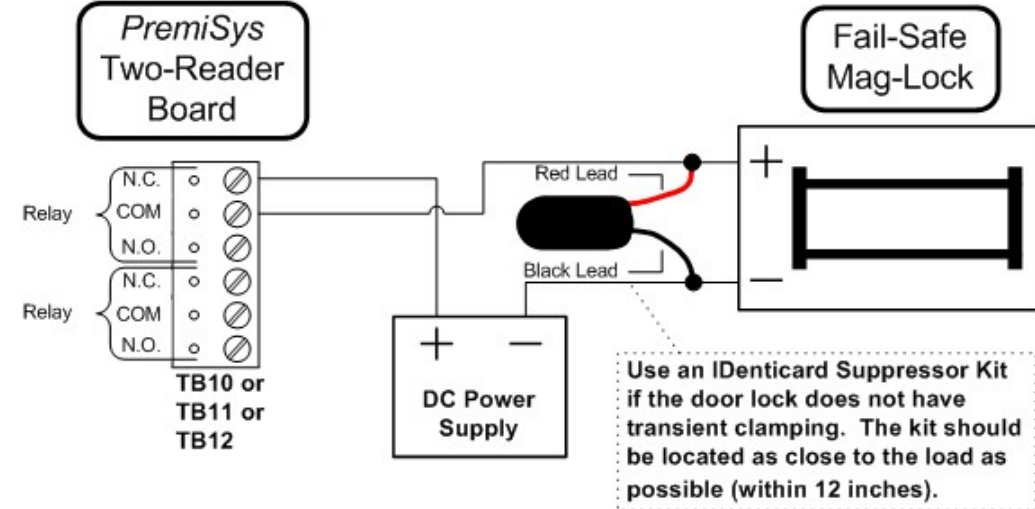 PremiSys
Two-Reader
Board
Fail-Safe
Mag-Lock
N.C.
COM
N.O.
Relay
N.C.
COM
N.O.
Relay
TB10 or
TB11 or
TB12
Red Lead
Black Lead
+
—
+ —
DC Power
Supply
Use an IDenticard Suppressor Kit
if the door lock does not have
transient clamping. The kit should
be located as close to the load as
possible (within 12 inches).